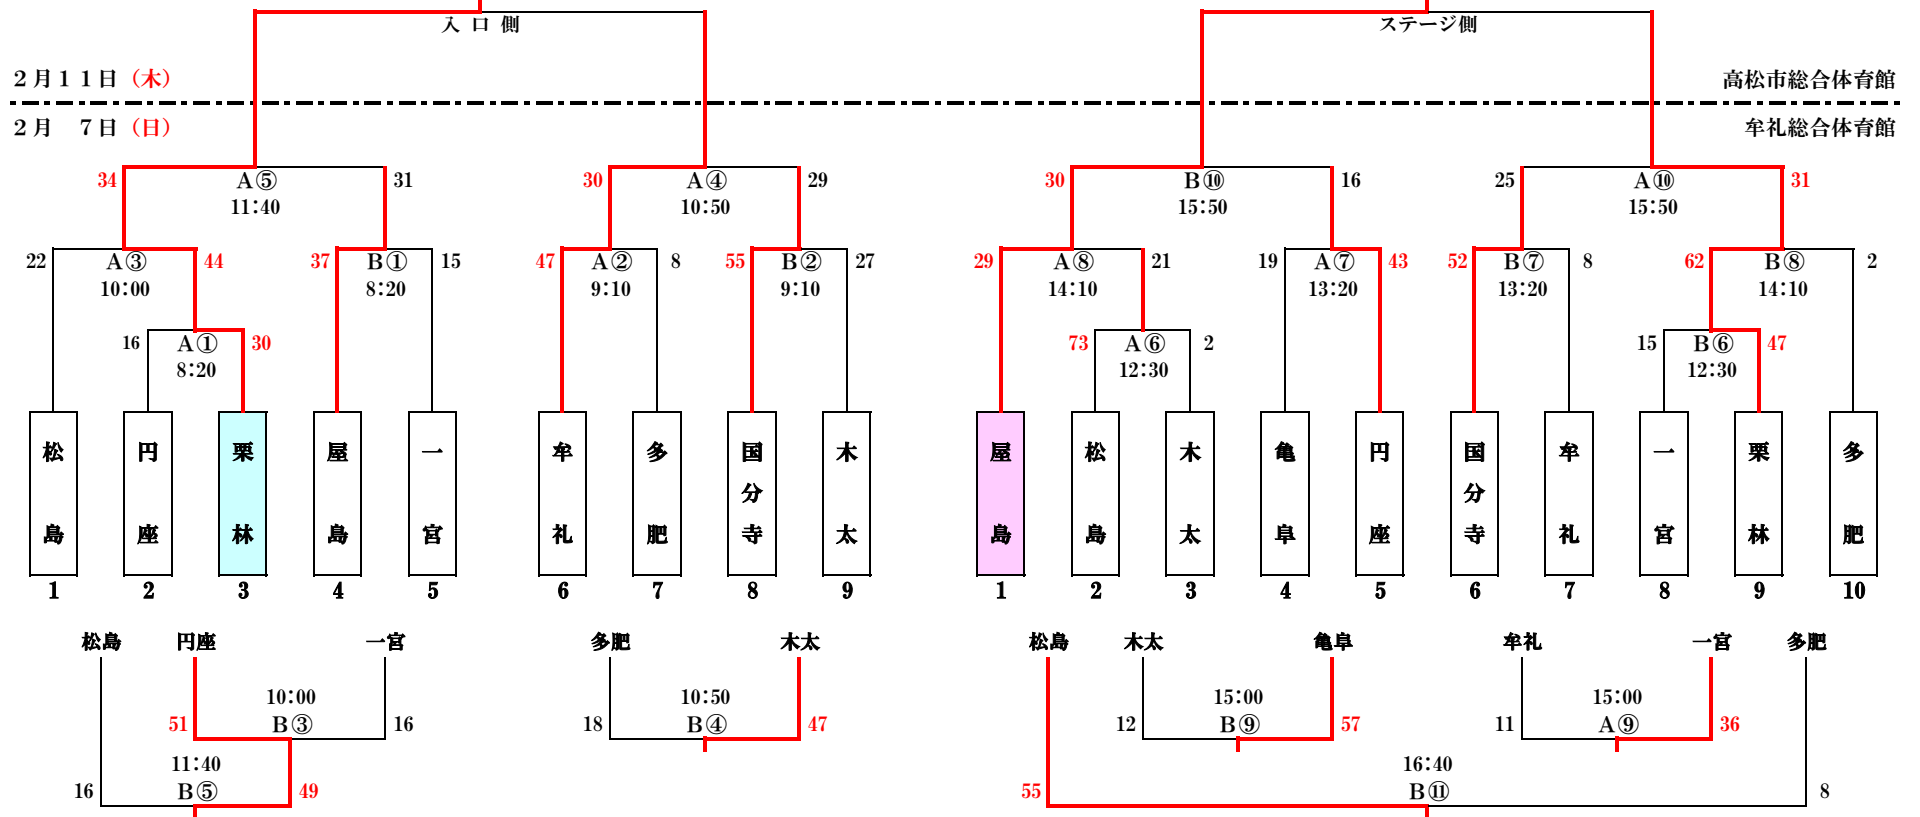 入 口 側 ステージ側
２月１１日（木） 高松市総合体育館
２月　７日（日） 牟礼総合体育館
34 A⑤ 31 30 A④ 29 30 B⑩ 16 25 A⑩ 31
11:40 10:50 15:50 15:50
22 A③ 44 37 B① 15 47 A② 8 55 B② 27 29 A⑧ 21 19 A⑦ 43 52 B⑦ 8 62 B⑧ 2
10:00 8:20 9:10 9:10 14:10 13:20 13:20 14:10
16 A① 30 73 A⑥ 2 15 B⑥ 47
8:20 12:30 12:30
松島 円座 栗林 屋島 一宮 牟礼 多肥 国分寺 木太 屋島 松島 木太 亀阜 円座 国分寺 牟礼 一宮 栗林 多肥
1 2 3 4 5 6 7 8 9 1 2 3 4 5 6 7 8 9 10
松島 円座 一宮 多肥 木太 松島 木太 亀阜 牟礼 一宮 多肥
10:00 10:50 15:00 15:00
51 B③ 16 18 B④ 47 12 B⑨ 57 11 A⑨ 36
11:40 16:40
16 B⑤ 49 55 B⑪ 8